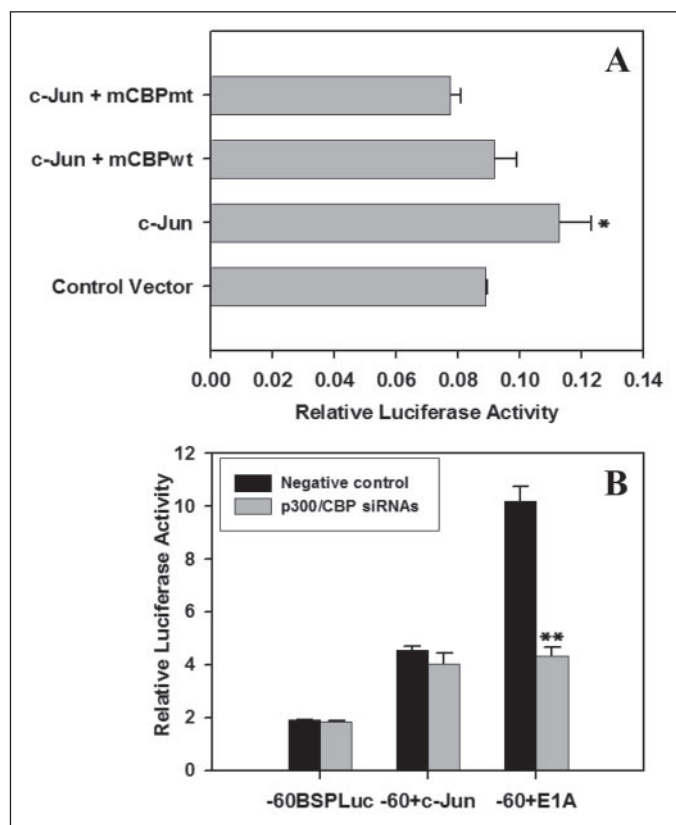 A
c-Jun + mCBPmt
c-Jun + mCBPwt
c-Jun
*
Control Vector
0.00 0.02 0.04 0.06 0.08 0.10 0.12 0.14
Relative Luciferase Activity
B
Negative control
p300/CBP siRNAs
12
10
8
6
4
2
0
Relative Luciferase Activity
**
-60BSPLuc -60+c-Jun -60+E1A